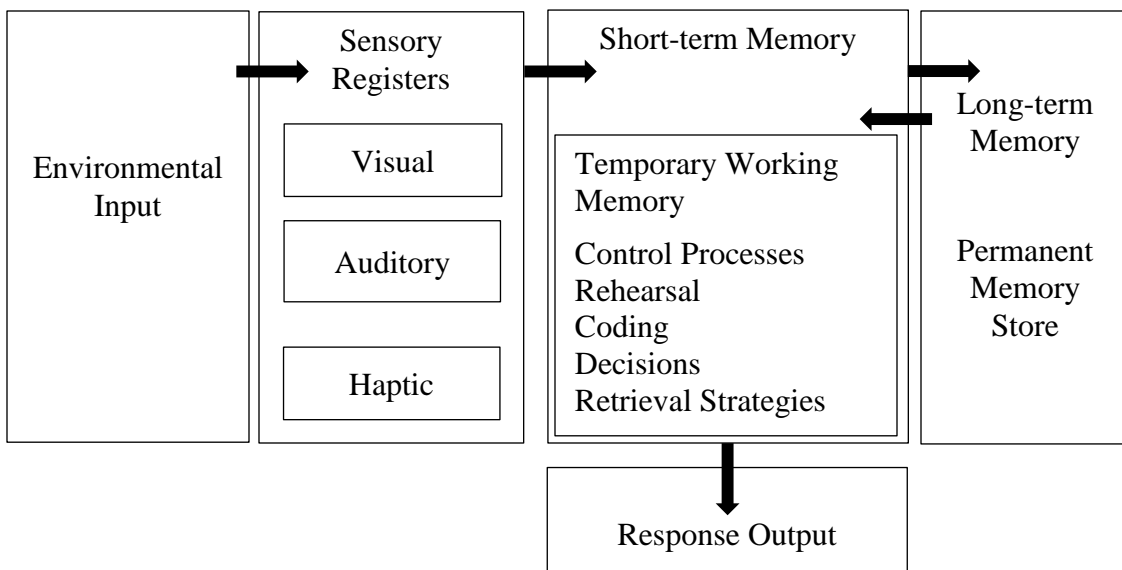 Environmental
Input
Sensory
Registers
Visual
Auditory
Haptic
Short-term Memory
Temporary Working
Memory
Control Processes
Rehearsal
Coding
Decisions
Retrieval Strategies
Long-term
Memory
Permanent
Memory
Store
Response Output